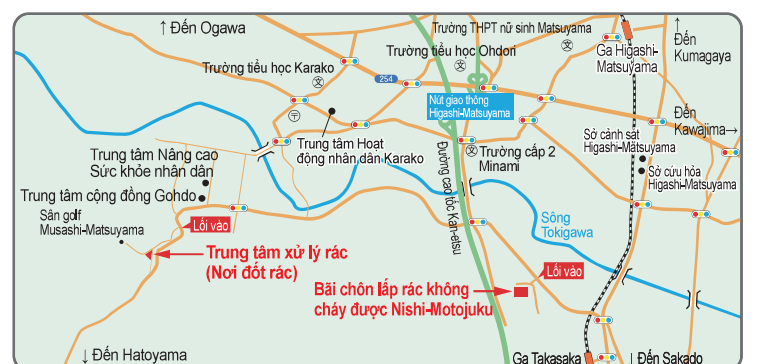 ↑ Đến Ogawa
Trường THPT nữ sinh Matsuyama
Trường tiểu học Ohdori
Ga Higashi-
Matsuyama
↑
Đến
Kumagaya
Trường tiểu học Karako
文
文
文
254
〒
Nút giao thông
Higashi-Matsuyama
Đến
Kawajima→
Trung tâm Hoạt
động nhân dân Karako
Trung tâm Nâng cao
Sức khỏe nhân dân
文
Trường cấp 2
Minami
Sở cảnh sát
Higashi-Matsuyama
Sở cứu hỏa
Higashi-Matsuyama
Đường cao tốc Kan-etsu
Trung tâm cộng đồng Gohdo
Sân golf
Musashi-Matsuyama
Lối vào
Sông
Tokigawa
Trung tâm xử lý rác
(Nơi đốt rác)
Lối vào
Bãi chôn lấp rác không
cháy được Nishi-Motojuku
↓ Đến Hatoyama
Ga Takasaka
↓ Đến Sakado